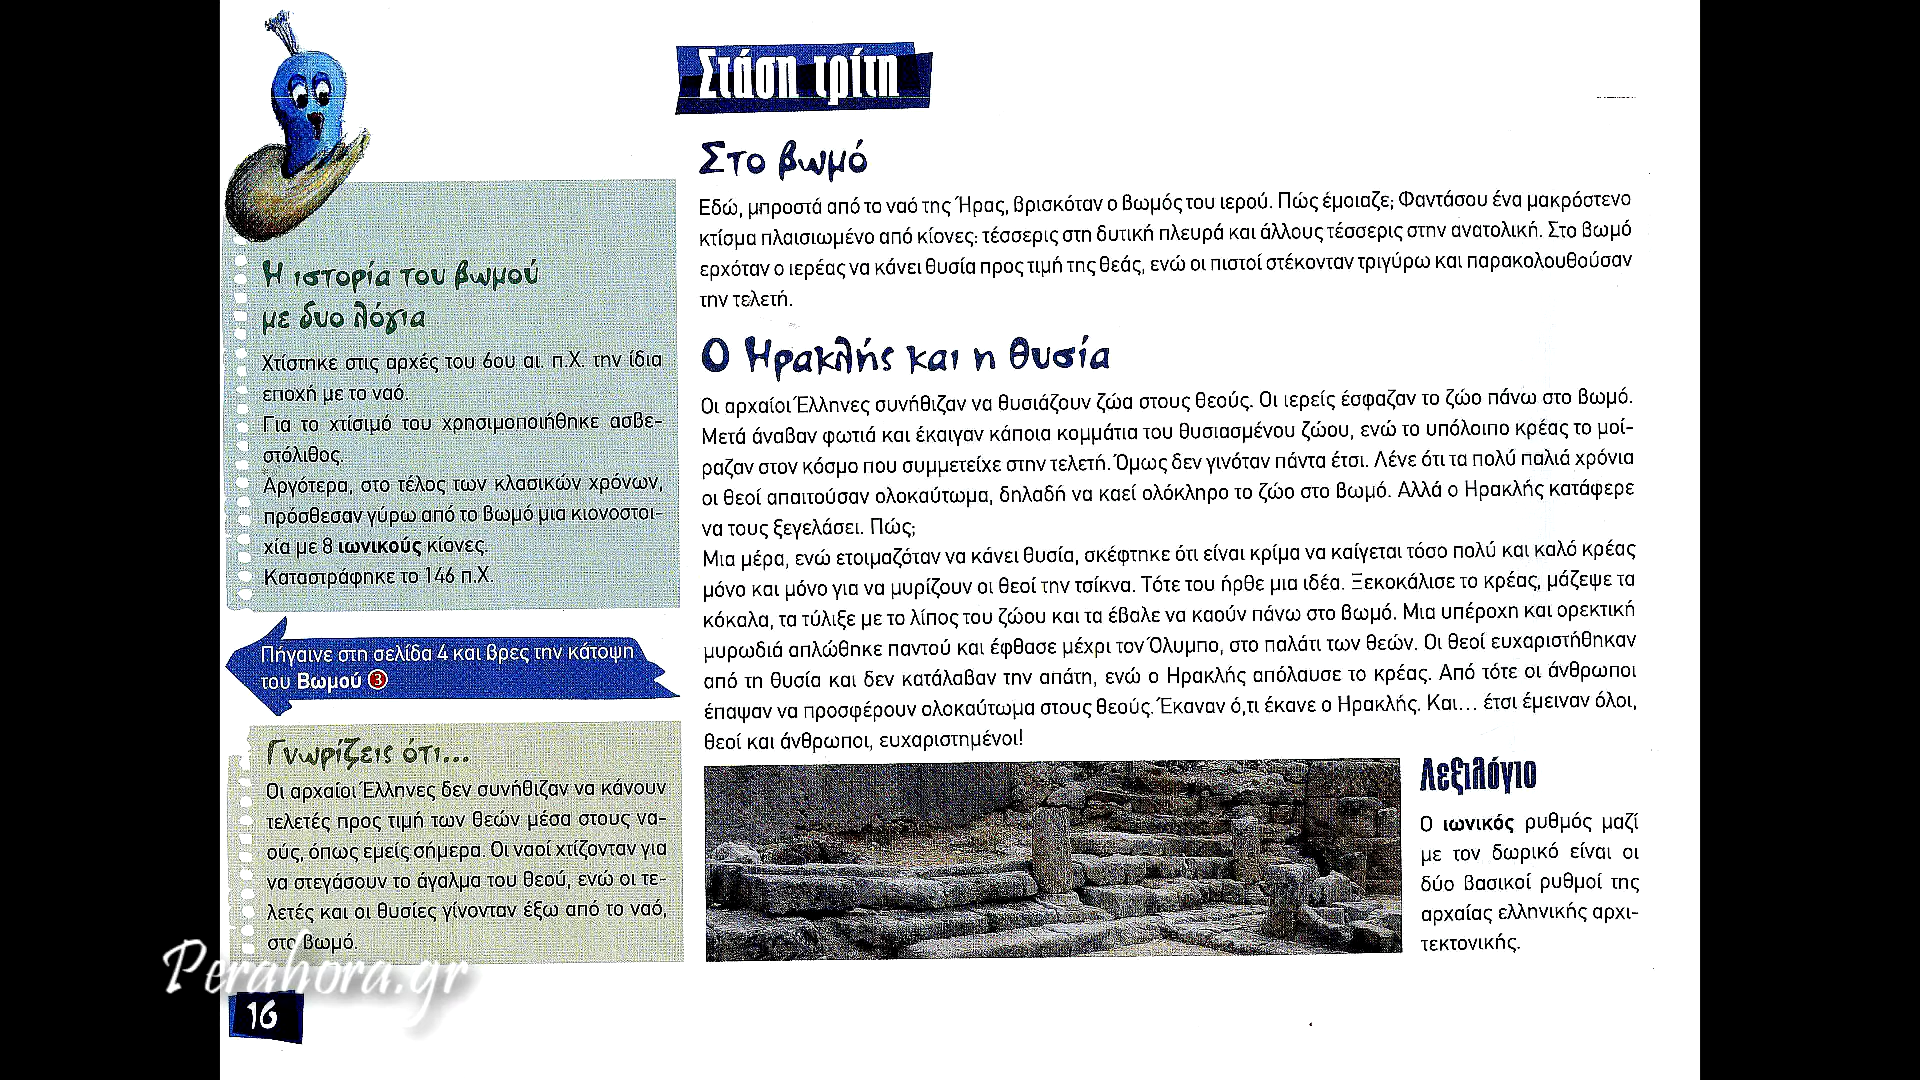 Στάση τρίτη
Στο βωμό
Εδώ, μπροστά από το ναό της Ήρας, βρισκόταν ο βωμός του ιερού. Πώς έμοιαζε; Φαντάσου ένα μακρόστενο
κτίσμα πλαισιωμένο από κίονες: τέσσερις στη δυτική πλευρά και άλλους τέσσερις στην ανατολική. Στο βωμό
ερχόταν ο ιερέας να κάνει θυσία προς τιμή της θεάς, ενώ οι πιστοί στέκονταν τριγύρω και παρακολουθούσαν
την τελετή.
Ο Ηρακλής και η θυσία
Οι αρχαίοι Έλληνες συνήθιζαν να θυσιάζουν ζώα στους θεούς. Οι ιερείς έσφαζαν το ζώο πάνω στο βωμό.
Μετά άναβαν φωτιά και έκαιγαν κάποια κομμάτια του θυσιασμένου ζώου, ενώ το υπόλοιπο κρέας το μοί-
ραζαν στον κόσμο που συμμετείχε στην τελετή. Όμως δεν γινόταν πάντα έτσι. Λένε ότι τα πολύ παλιά χρόνια
οι θεοί απαιτούσαν ολοκαύτωμα, δηλαδή να καεί ολόκληρο το ζώο στο βωμό. Αλλά ο Ηρακλής κατάφερε
να τους ξεγελάσει. Πώς;
Μια μέρα, ενώ ετοιμαζόταν να κάνει θυσία, σκέφτηκε ότι είναι κρίμα να καίγεται τόσο πολύ και καλό κρέας
μόνο και μόνο για να μυρίζουν οι θεοί την τσίκνα. Τότε του ήρθε μια ιδέα. Ξεκοκάλισε το κρέας, μάζεψε τα
κόκαλα, τα τύλιξε με το λίπος του ζώου και τα έβαλε να καούν πάνω στο βωμό. Μια υπέροχη και ορεκτική
μυρωδιά απλώθηκε παντού και έφθασε μέχρι τον Όλυμπο, στο παλάτι των θεών. Οι θεοί ευχαριστήθηκαν
από τη θυσία και δεν κατάλαβαν την απάτη, ενώ ο Ηρακλής απόλαυσε το κρέας. Από τότε οι άνθρωποι
έπαψαν να προσφέρουν ολοκαύτωμα στους θεούς. Έκαναν ό,τι έκανε ο Ηρακλής. Και... έτσι έμειναν όλοι,
θεοί και άνθρωποι, ευχαριστημένοι!
Η ιστορία του βωμού
με δυο λόγια
Χτίστηκε στις αρχές του 6ου αι. π.Χ. την ίδια
εποχή με το ναό.
Για το χτίσιμό του χρησιμοποιήθηκε ασβε-
στόλιθος.
Αργότερα, στο τέλος των κλασικών χρόνων,
πρόσθεσαν γύρω από το βωμό μια κιονοστοι-
χία με 8 ιωνικούς κίονες.
Καταστράφηκε το 146 π.Χ.
Πήγαινε στη σελίδα 4 και βρες την κάτοψη
του Βωμού 3
Γνωρίζεις ότι...
Οι αρχαίοι Έλληνες δεν συνήθιζαν να κάνουν
τελετές προς τιμή των θεών μέσα στους να-
ούς, όπως εμείς σήμερα. Οι ναοί χτίζονταν για
να στεγάσουν το άγαλμα του θεού, ενώ οι τε-
λετές και οι θυσίες γίνονταν έξω από το ναό,
στο βωμό.
Λεξιλόγιο
Ο ιωνικός ρυθμός μαζί
με τον δωρικό είναι οι
δύο βασικοί ρυθμοί της
αρχαίας ελληνικής αρχι-
τεκτονικής.
Perahora.gr
16